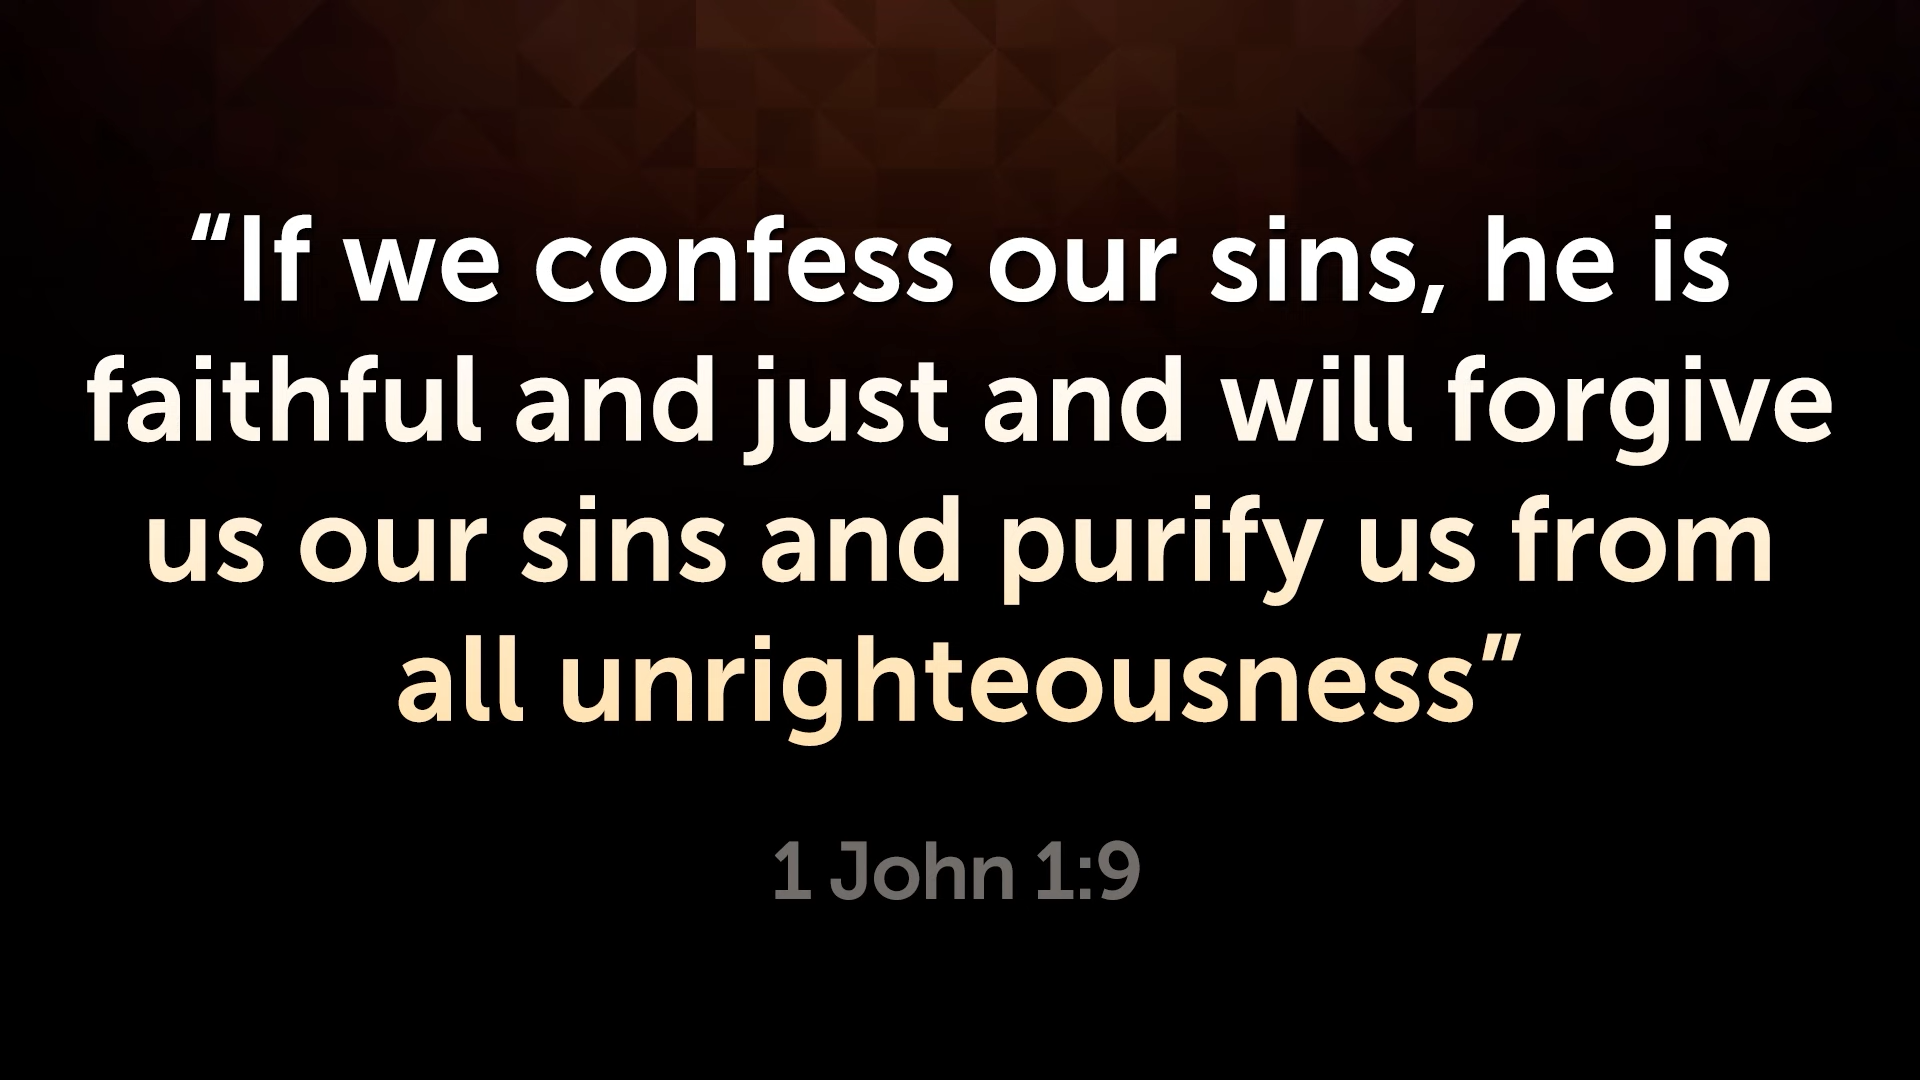 “If we confess our sins, he is
faithful and just and will forgive
us our sins and purify us from
all unrighteousness”
1 John 1:9